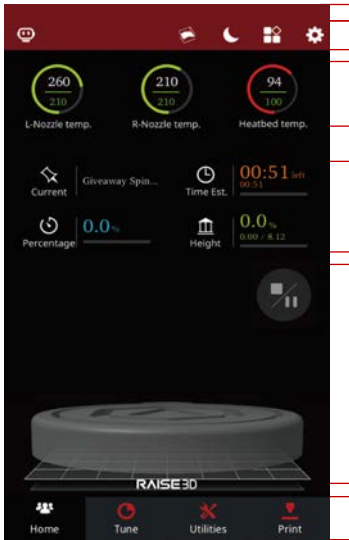 260
210
L-Nozzle temp.
210
210
R-Nozzle temp.
94
100
Heatbed temp.
Current
Giveaway Spin...
Time Est.
00:51 left
00:51
Percentage
0.0%
Height
0.0%
0.00 / 8.12
RAISE3D
Home
Tune
Utilities
Print